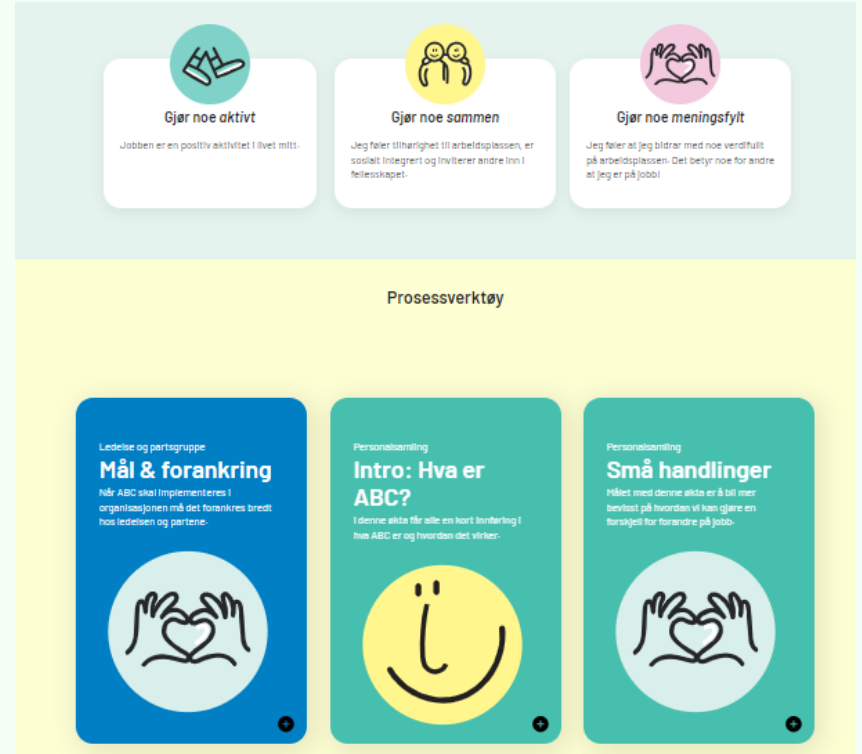 Gjør noe aktivt
Jobben er en positiv aktivitet i livet mitt.
Gjør noe sammen
Jeg føler tilhørighet til arbeidsplassen, er
sosialt integrert og inviterer andre inn i
fellesskapet.
Gjør noe meningsfylt
Jeg føler at jeg bidrar med noe verdifullt
på arbeidsplassen. Det betyr noe for andre
at jeg er på jobb!
Prosessverktøy
Ledelse og partsgruppe
Mål & forankring
Når ABC skal implementeres i
organisasjonen må det forankres bredt
hos ledelsen og partene.
Personalsamling
Intro: Hva er
ABC?
I denne økta får alle en kort innføring i
hva ABC er og hvordan det virker.
Personalsamling
Små handlinger
Målet med denne økta er å bli mer
bevisst på hvordan vi kan gjøre en
forskjell for forandre på jobb.